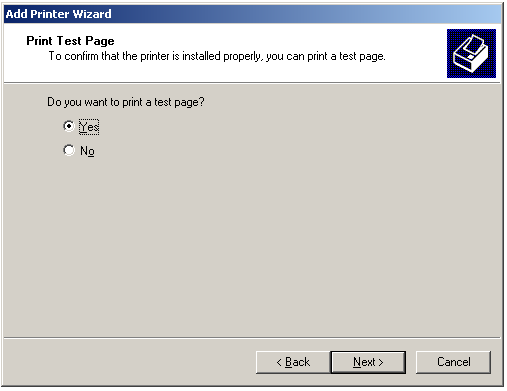 Add Printer Wizard
Print Test Page
To confirm that the printer is installed properly, you can print a test page.
Do you want to print a test page?
Yes
No
< Back
Next >
Cancel